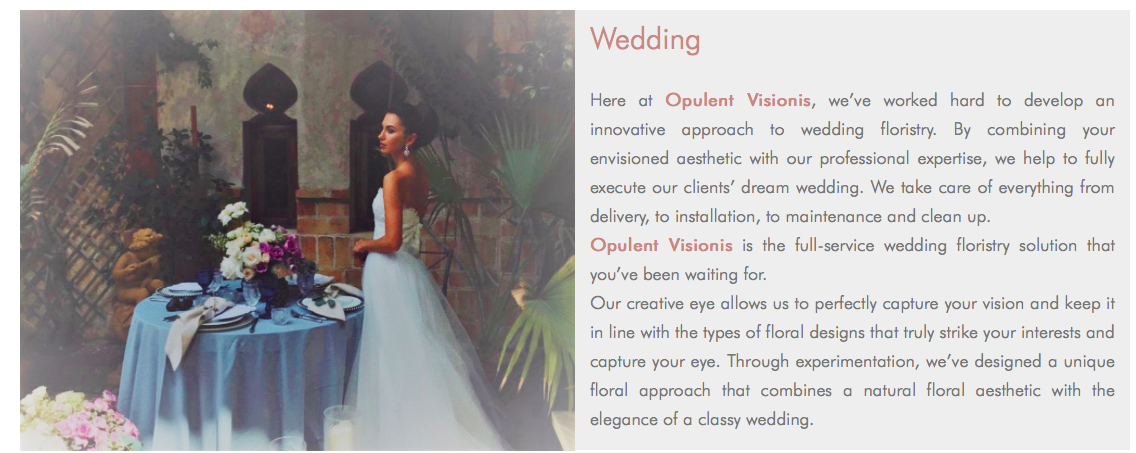 Wedding
Here at Opulent Visionis, we've worked hard to develop an
innovative approach to wedding floristry. By combining your
envisioned aesthetic with our professional expertise, we help to fully
execute our clients' dream wedding. We take care of everything from
delivery, to installation, to maintenance and clean up.
Opulent Visionis is the full-service wedding floristry solution that
you've been waiting for.
Our creative eye allows us to perfectly capture your vision and keep it
in line with the types of floral designs that truly strike your interests and
capture your eye. Through experimentation, we've designed a unique
floral approach that combines a natural floral aesthetic with the
elegance of a classy wedding.